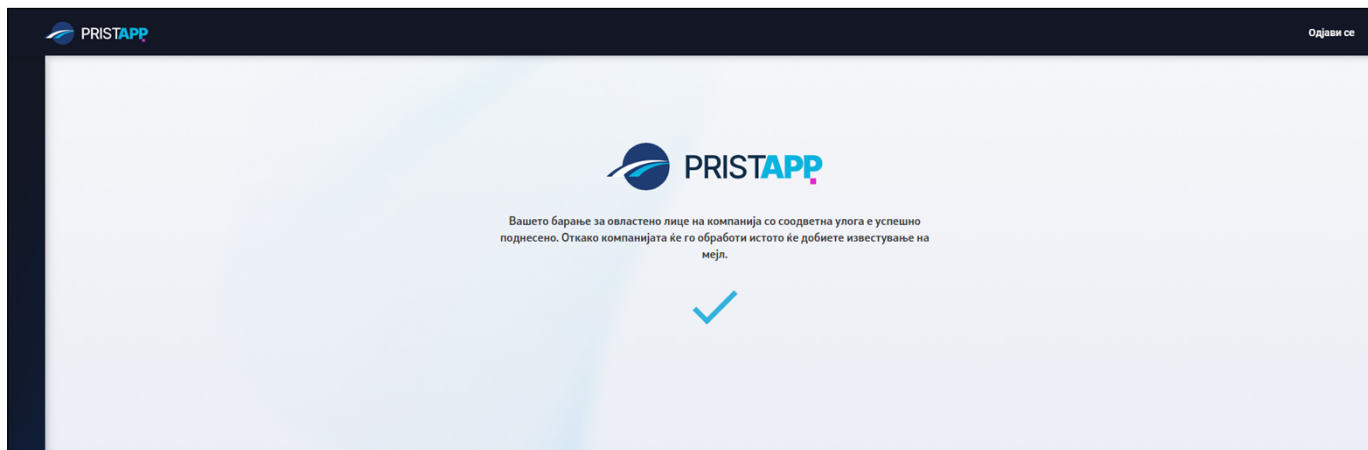 PRISTAPP
Одјави се
PRISTAPP
Вашето барање за овластено лице на компанија со соодветна улога е успешно
поднесено. Откако компанијата ќе го обработи истото ќе добиете известување на
мејл.